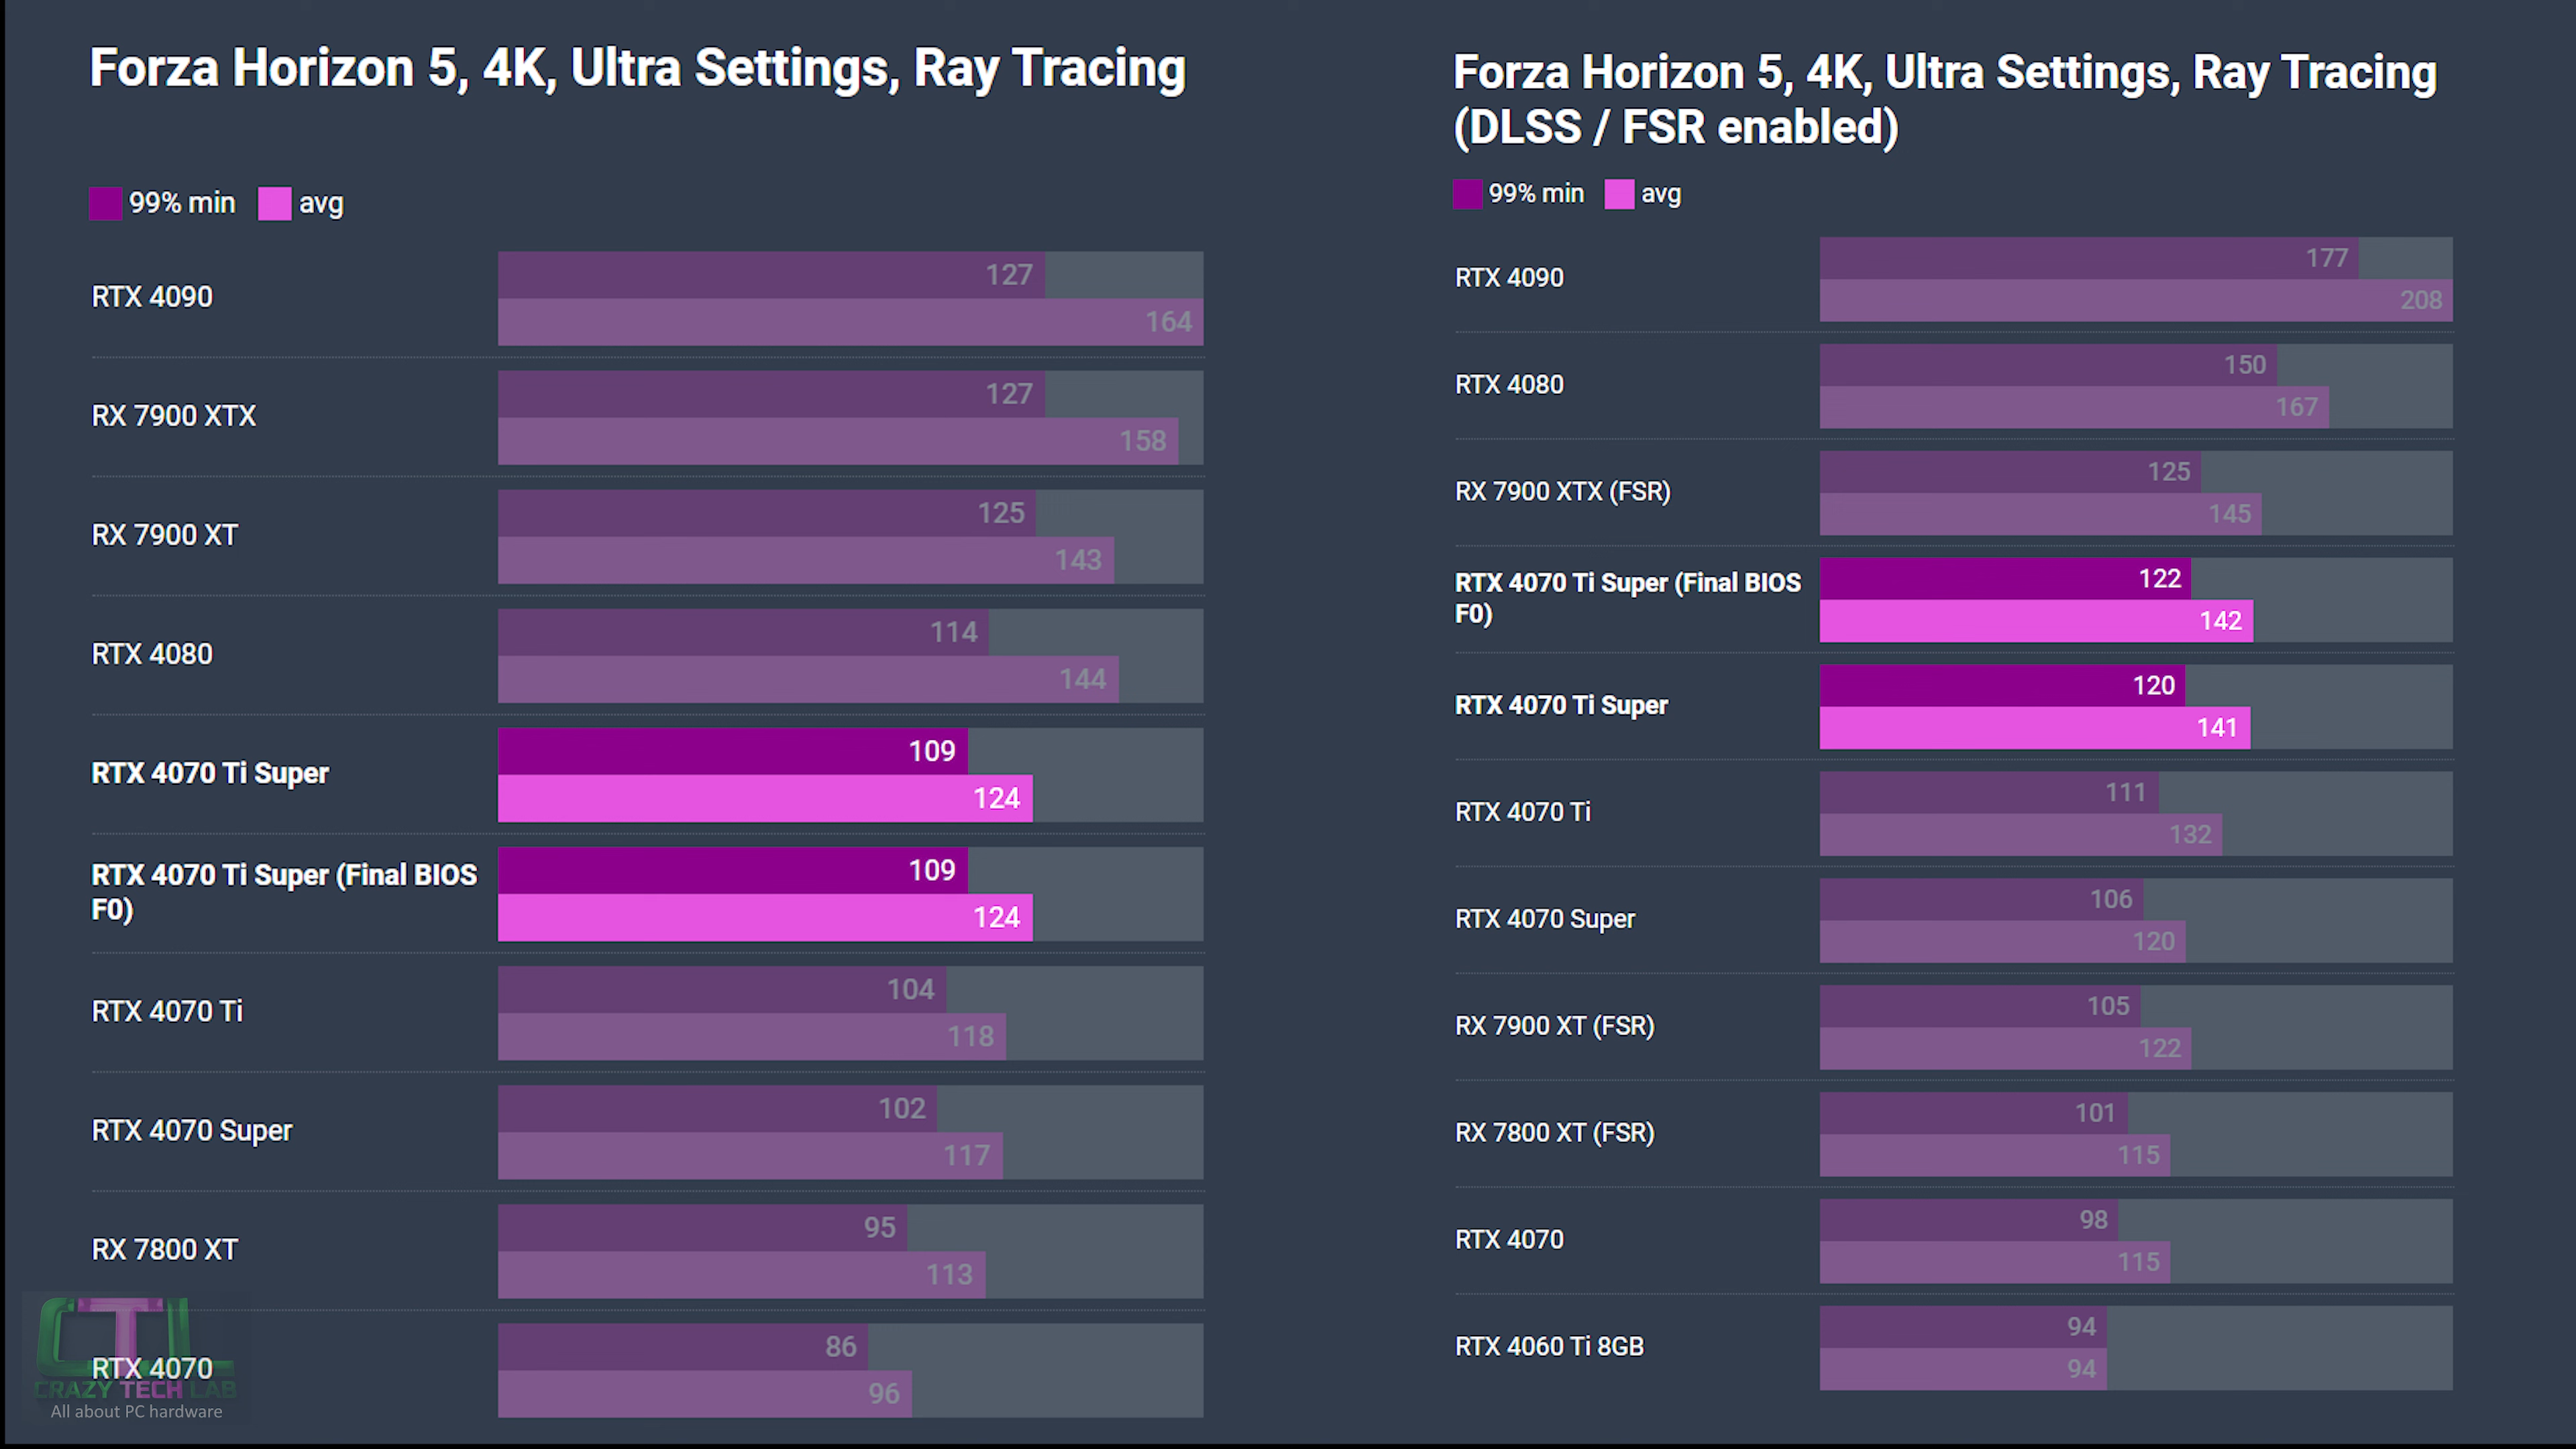 Forza Horizon 5, 4K, Ultra Settings, Ray Tracing
99% min avg
RTX 4090
127
164
RX 7900 XTX
127
158
RX 7900 XT
125
143
RTX 4080
114
144
RTX 4070 Ti Super
109
124
RTX 4070 Ti Super (Final BIOS
F0)
109
124
RTX 4070 Ti
104
118
RTX 4070 Super
102
117
RX 7800 XT
95
113
RTX 4070
86
96
CTL
CRAZY TECH LAB
All about PC hardware
Forza Horizon 5, 4K, Ultra Settings, Ray Tracing
(DLSS / FSR enabled)
99% min avg
RTX 4090
177
208
RTX 4080
150
167
RX 7900 XTX (FSR)
125
145
RTX 4070 Ti Super (Final BIOS
F0)
122
142
RTX 4070 Ti Super
120
141
RTX 4070 Ti
111
132
RTX 4070 Super
106
120
RX 7900 XT (FSR)
105
122
RX 7800 XT (FSR)
101
115
RTX 4070
98
115
RTX 4060 Ti 8GB
94
94